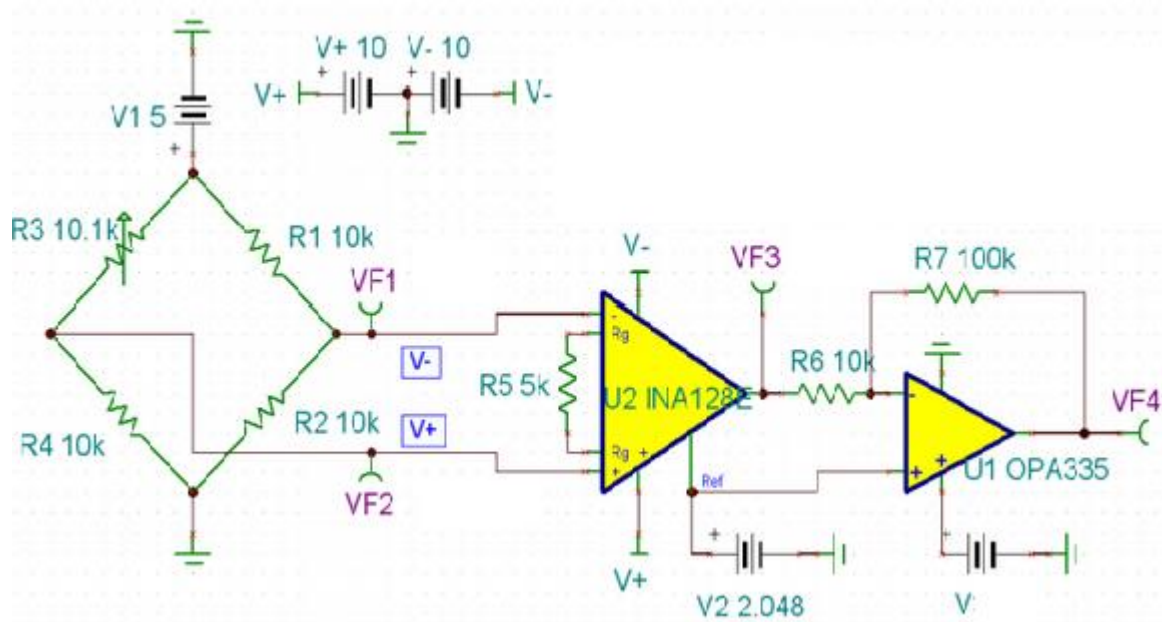 V+ 10
V- 10
V+
V-
V1 5
R3 10.1k
R1 10k
VF1
V-
V+
R4 10k
R2 10k
VF2
V-
-
Rg
R5 5k
U2 INA128E
Rg +
+
Ref
V+
VF3
R6 10k
R7 100k
-
+
+
U1 OPA335
VF4
+
V2 2.048
+
V